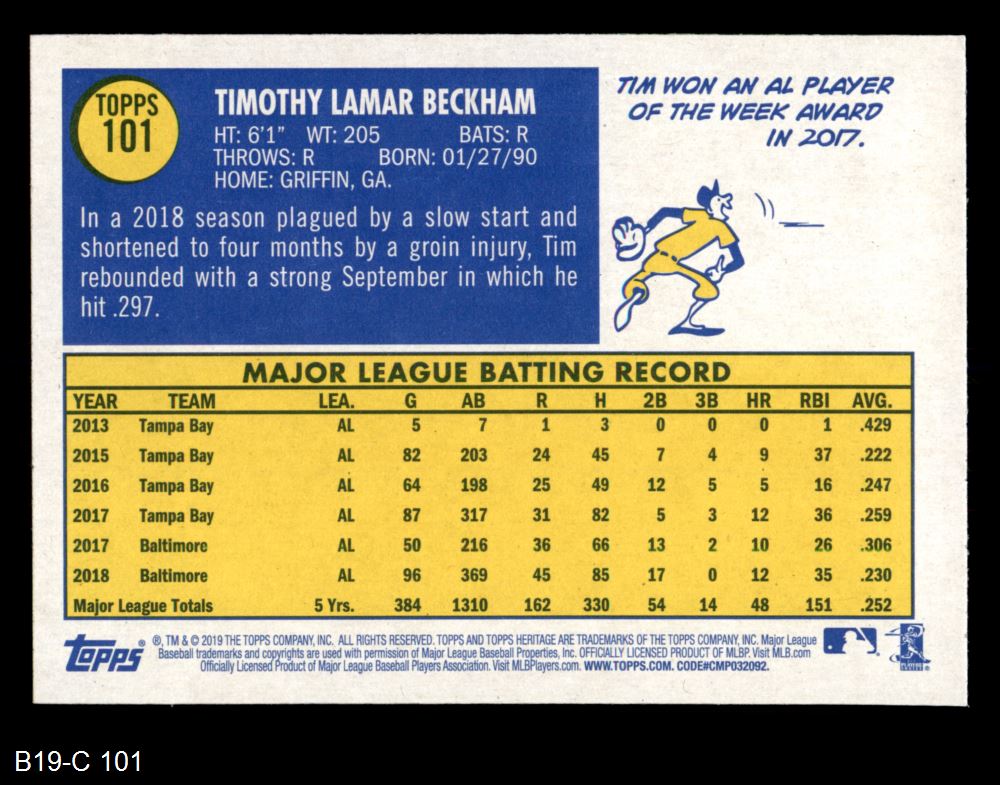 TOPPS
101
TIMOTHY LAMAR BECKHAM
HT: 6'1" WT: 205 BATS: R
THROWS: R BORN: 01/27/90
HOME: GRIFFIN, GA.
In a 2018 season plagued by a slow start and
shortened to four months by a groin injury, Tim
rebounded with a strong September in which he
hit .297.
TIM WON AN AL PLAYER
OF THE WEEK AWARD
IN 2017.
MAJOR LEAGUE BATTING RECORD
YEAR TEAM LEA. G AB R H 2B 3B HR RBI AVG.
2013 Tampa Bay AL 5 7 1 3 0 0 0 1 .429
2015 Tampa Bay AL 82 203 24 45 7 4 9 37 .222
2016 Tampa Bay AL 64 198 25 49 12 5 5 16 .247
2017 Tampa Bay AL 87 317 31 82 5 3 12 36 .259
2017 Baltimore AL 50 216 36 66 13 2 10 26 .306
2018 Baltimore AL 96 369 45 85 17 0 12 35 .230
Major League Totals 5 Yrs. 384 1310 162 330 54 14 48 151 .252
Topps ® ®, TM & © 2019 THE TOPPS COMPANY, INC. ALL RIGHTS RESERVED. TOPPS AND TOPPS HERITAGE ARE TRADEMARKS OF THE TOPPS COMPANY, INC. Major League
Baseball trademarks and copyrights are used with permission of Major League Baseball Properties, Inc. OFFICIALLY LICENSED PRODUCT OF MLBP. Visit MLB.com
Officially Licensed Product of Major League Baseball Players Association. Visit MLBPlayers.com. WWW.TOPPS.COM. CODE#CMP032092.
B19-C 101